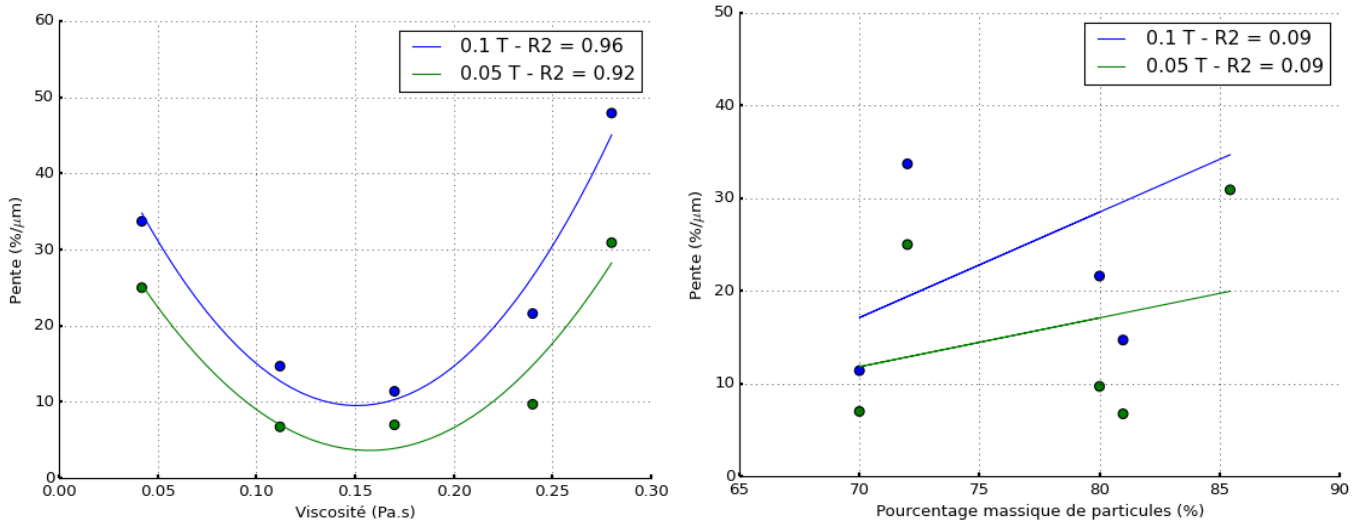 60
50
40
30
20
10
0
0.00 0.05 0.10 0.15 0.20 0.25 0.30
Pente (%/μm)
Viscosité (Pa.s)
0.1 T - R2 = 0.96
0.05 T - R2 = 0.92
50
40
30
20
10
0
65 70 75 80 85 90
Pente (%/μm)
Pourcentage massique de particules (%)
0.1 T - R2 = 0.09
0.05 T - R2 = 0.09